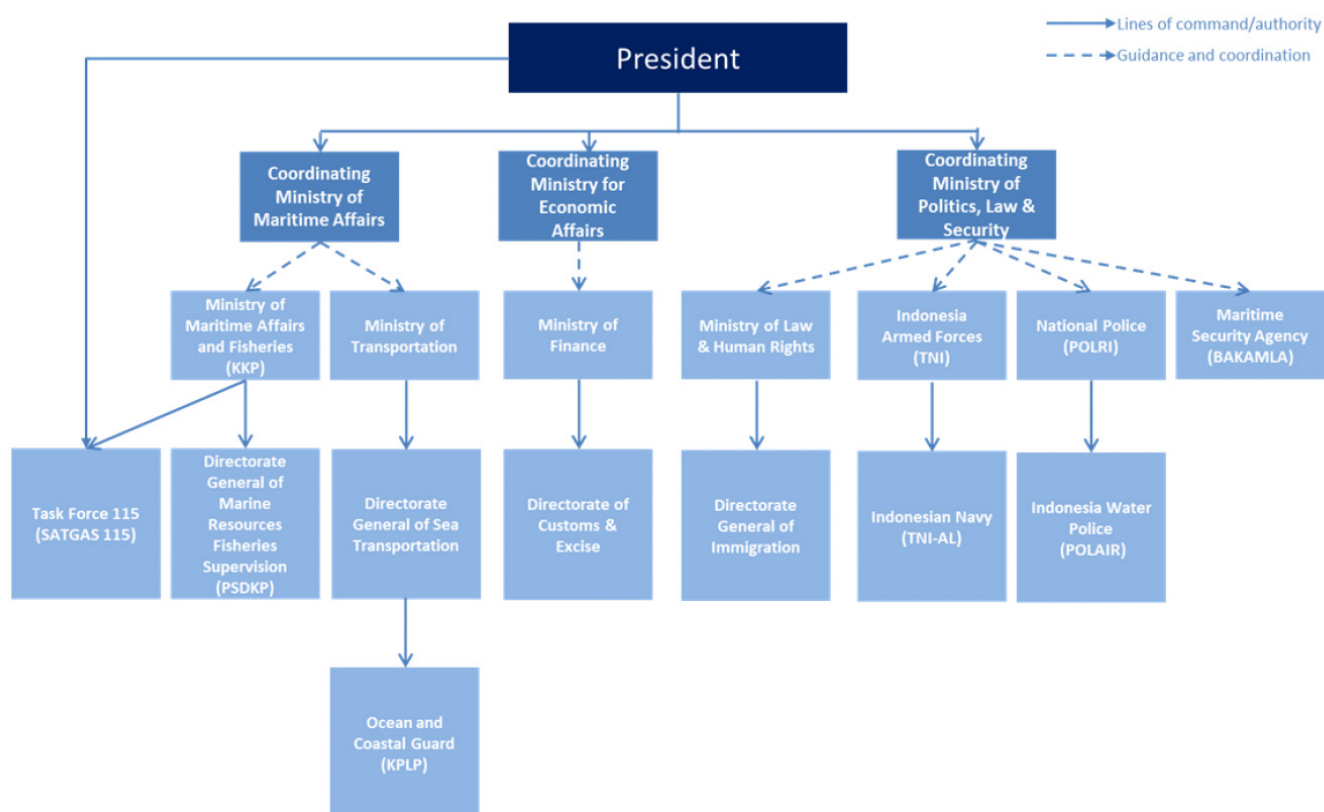 Lines of command/authority
Guidance and coordination
President
Coordinating
Ministry of
Maritime Affairs
Coordinating
Ministry for
Economic
Affairs
Coordinating
Ministry of
Politics, Law &
Security
Ministry of
Maritime Affairs
and Fisheries
(KKP)
Ministry of
Transportation
Ministry of
Finance
Ministry of Law
& Human Rights
Indonesia
Armed Forces
(TNI)
National Police
(POLRI)
Maritime
Security Agency
(BAKAMLA)
Task Force 115
(SATGAS 115)
Directorate
General of
Marine
Resources
Fisheries
Supervision
(PSDKP)
Directorate
General of Sea
Transportation
Directorate of
Customs &
Excise
Directorate
General of
Immigration
Indonesian Navy
(TNI-AL)
Indonesia Water
Police
(POLAIR)
Ocean and
Coastal Guard
(KPLP)